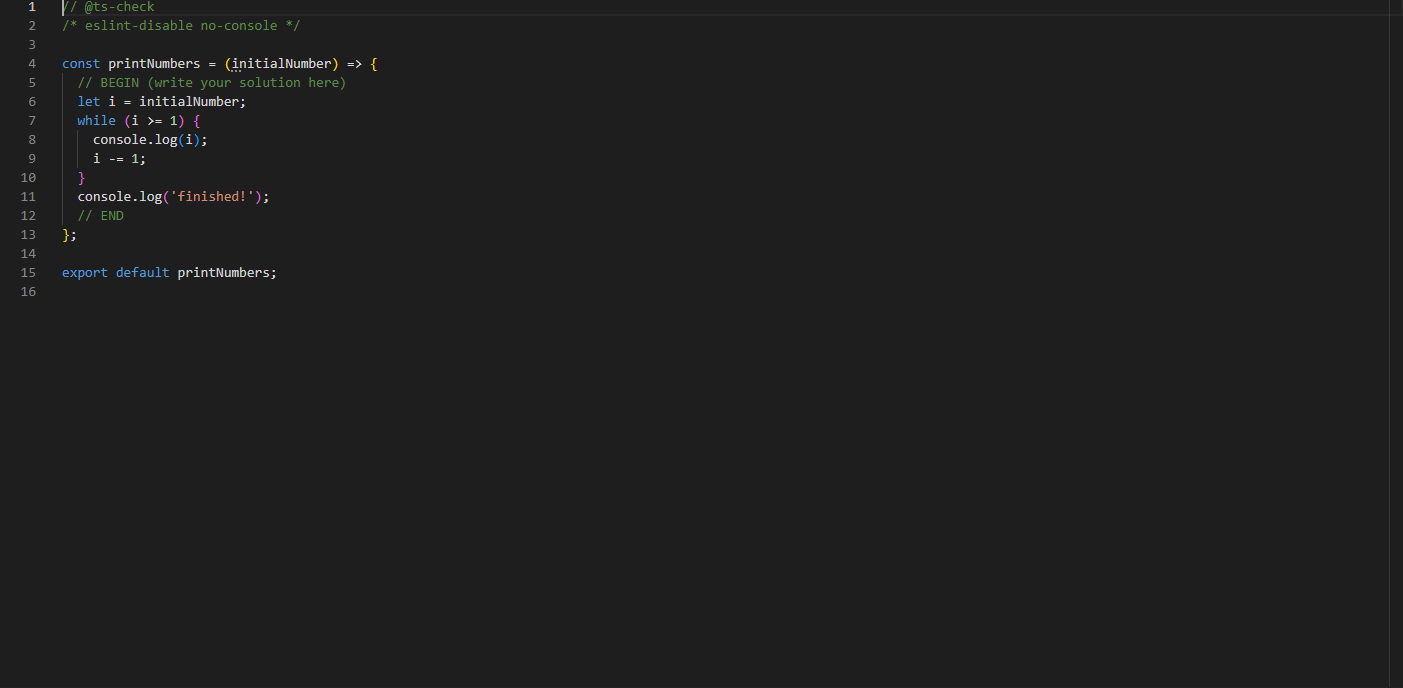 1 // @ts-check
2 /* eslint-disable no-console */
3
4 const printNumbers = (initialNumber) => {
5   // BEGIN (write your solution here)
6   let i = initialNumber;
7   while (i >= 1) {
8     console.log(i);
9     i -= 1;
10   }
11   console.log('finished!');
12   // END
13 };
14
15 export default printNumbers;
16